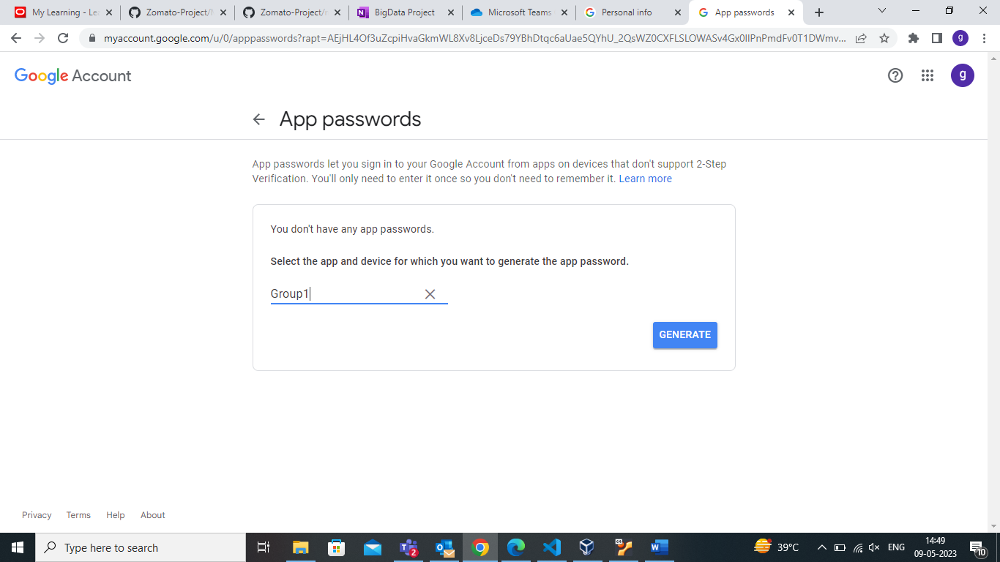 My Learning - Le
Zomato-Project/
Zomato-Project/
BigData Project
Microsoft Teams
Personal info
App passwords
myaccount.google.com/u/0/apppasswords?rapt=AEjHL4Of3uZcpiHvaGkmWL8Xv8LjceDs79YBhDtqc6aUae5QYhU_2QsWZ0CXFLSLOWASv4Gx0IIPnPmdFv0T1DWmv...
g
Google Account
g
App passwords
App passwords let you sign in to your Google Account from apps on devices that don't support 2-Step
Verification. You'll only need to enter it once so you don't need to remember it. Learn more
You don't have any app passwords.
Select the app and device for which you want to generate the app password.
Group1
GENERATE
Privacy Terms Help About
Type here to search
2
39°C
ENG
14:49
09-05-2023
10